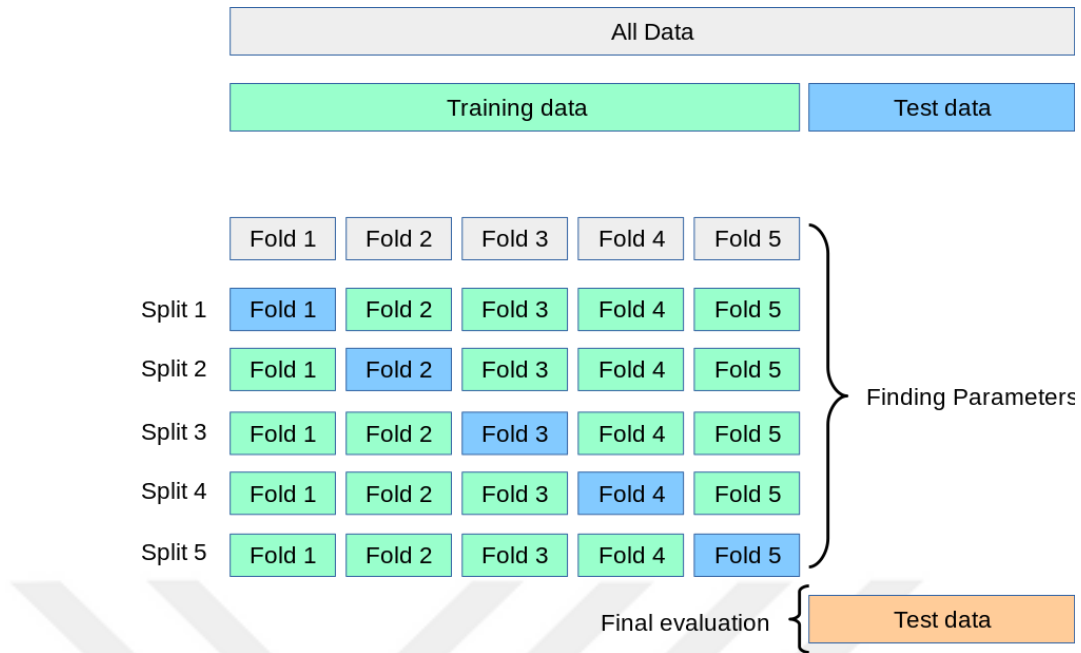 All Data
Training data Test data
Fold 1 Fold 2 Fold 3 Fold 4 Fold 5
Split 1 Fold 1 Fold 2 Fold 3 Fold 4 Fold 5
Split 2 Fold 1 Fold 2 Fold 3 Fold 4 Fold 5
Finding Parameters
Split 3 Fold 1 Fold 2 Fold 3 Fold 4 Fold 5
Split 4 Fold 1 Fold 2 Fold 3 Fold 4 Fold 5
Split 5 Fold 1 Fold 2 Fold 3 Fold 4 Fold 5
Final evaluation Test data